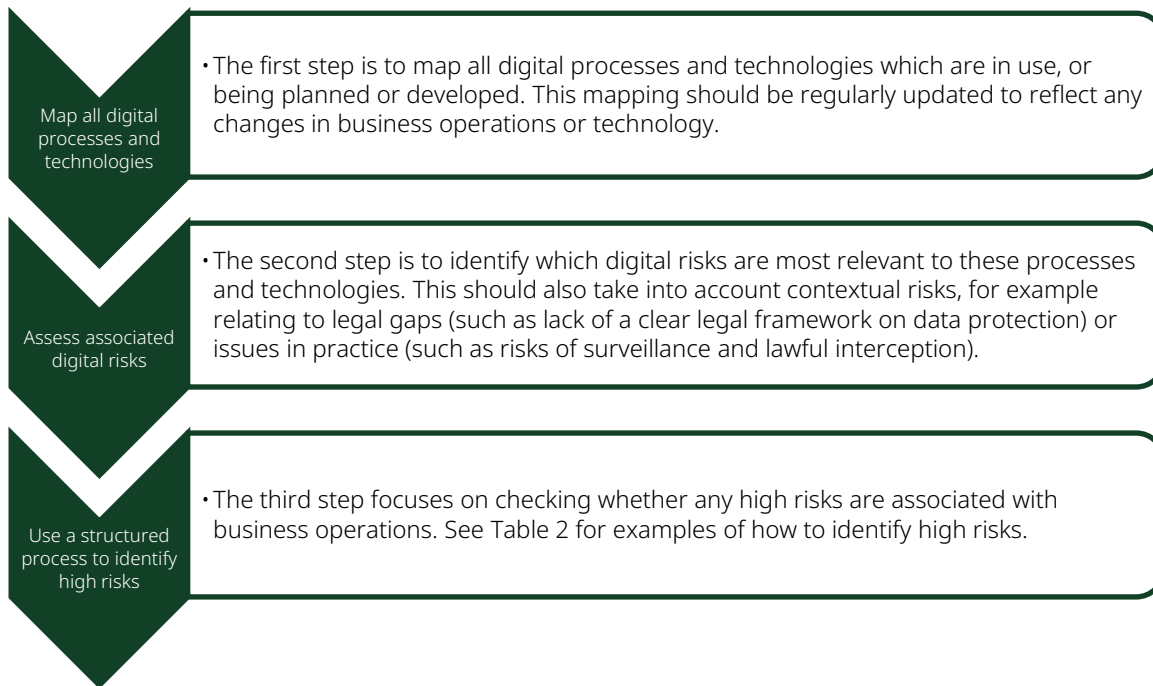 Map all digital
processes and
technologies
• The first step is to map all digital processes and technologies which are in use, or
being planned or developed. This mapping should be regularly updated to reflect any
changes in business operations or technology.
Assess associated
digital risks
• The second step is to identify which digital risks are most relevant to these processes
and technologies. This should also take into account contextual risks, for example
relating to legal gaps (such as lack of a clear legal framework on data protection) or
issues in practice (such as risks of surveillance and lawful interception).
Use a structured
process to identify
high risks
• The third step focuses on checking whether any high risks are associated with
business operations. See Table 2 for examples of how to identify high risks.